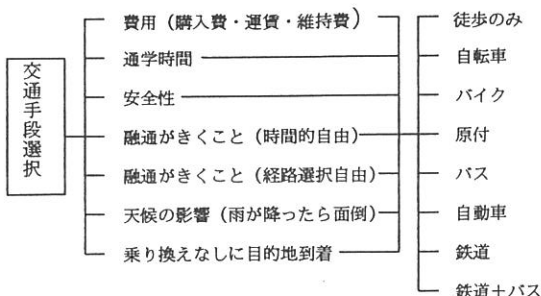 交通手段選択
費用（購入費・運賃・維持費）
通学時間
安全性
融通がきくこと（時間的自由）
融通がきくこと（経路選択自由）
天候の影響（雨が降ったら面倒）
乗り換えなしに目的地到着
徒歩のみ
自転車
バイク
原付
バス
自動車
鉄道
鉄道＋バス